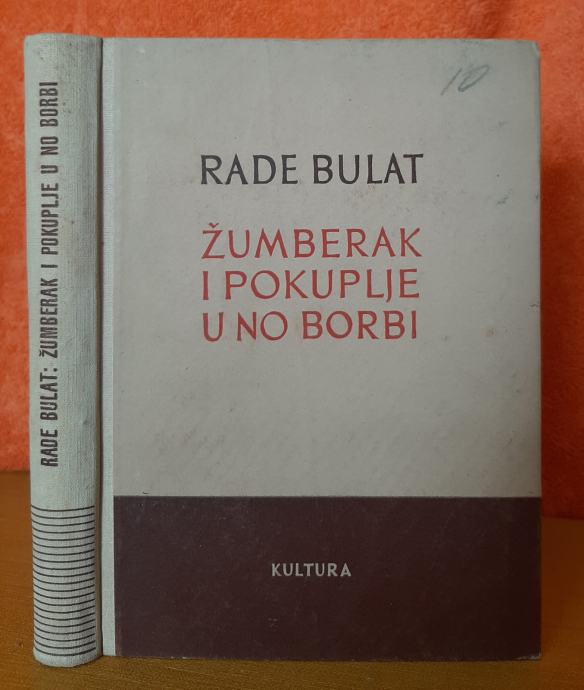 RADE BULAT: ŽUMBERAK I POKUPLJE U NO BORBI
10
RADE BULAT
ŽUMBERAK
I POKUPLJE
U NO BORBI
KULTURA